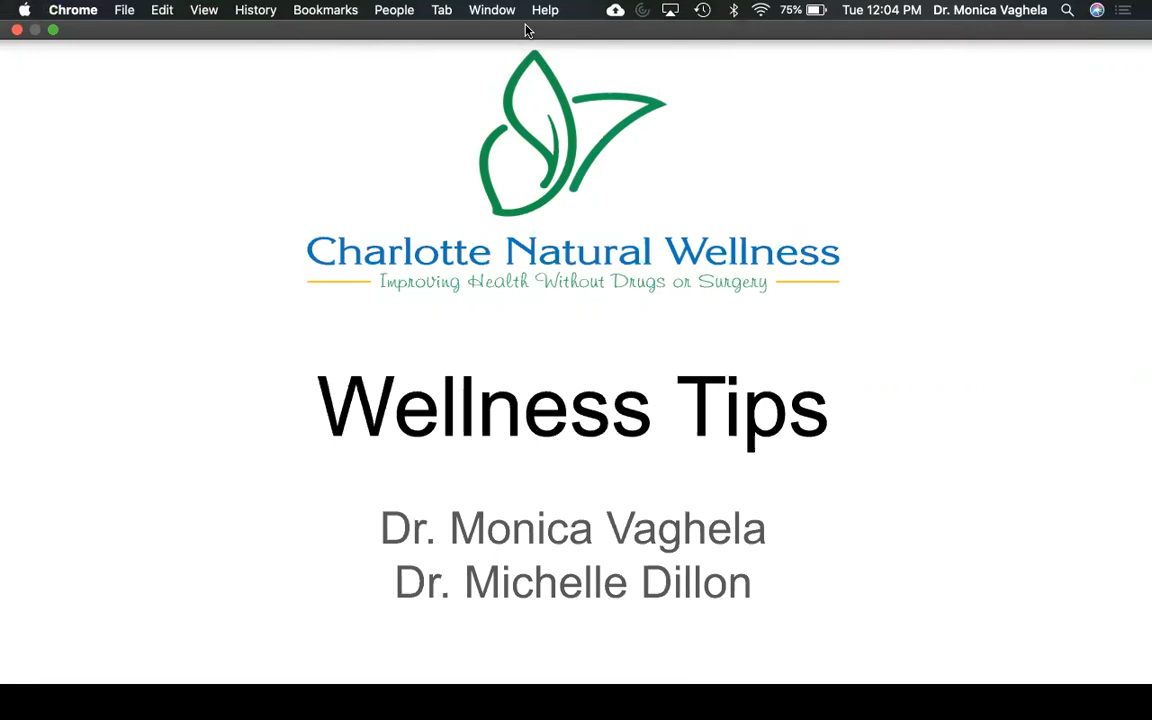 Chrome File Edit View History Bookmarks People Tab Window Help 75% Tue 12:04 PM Dr. Monica Vaghela
Charlotte Natural Wellness
Improving Health Without Drugs or Surgery
Wellness Tips
Dr. Monica Vaghela
Dr. Michelle Dillon